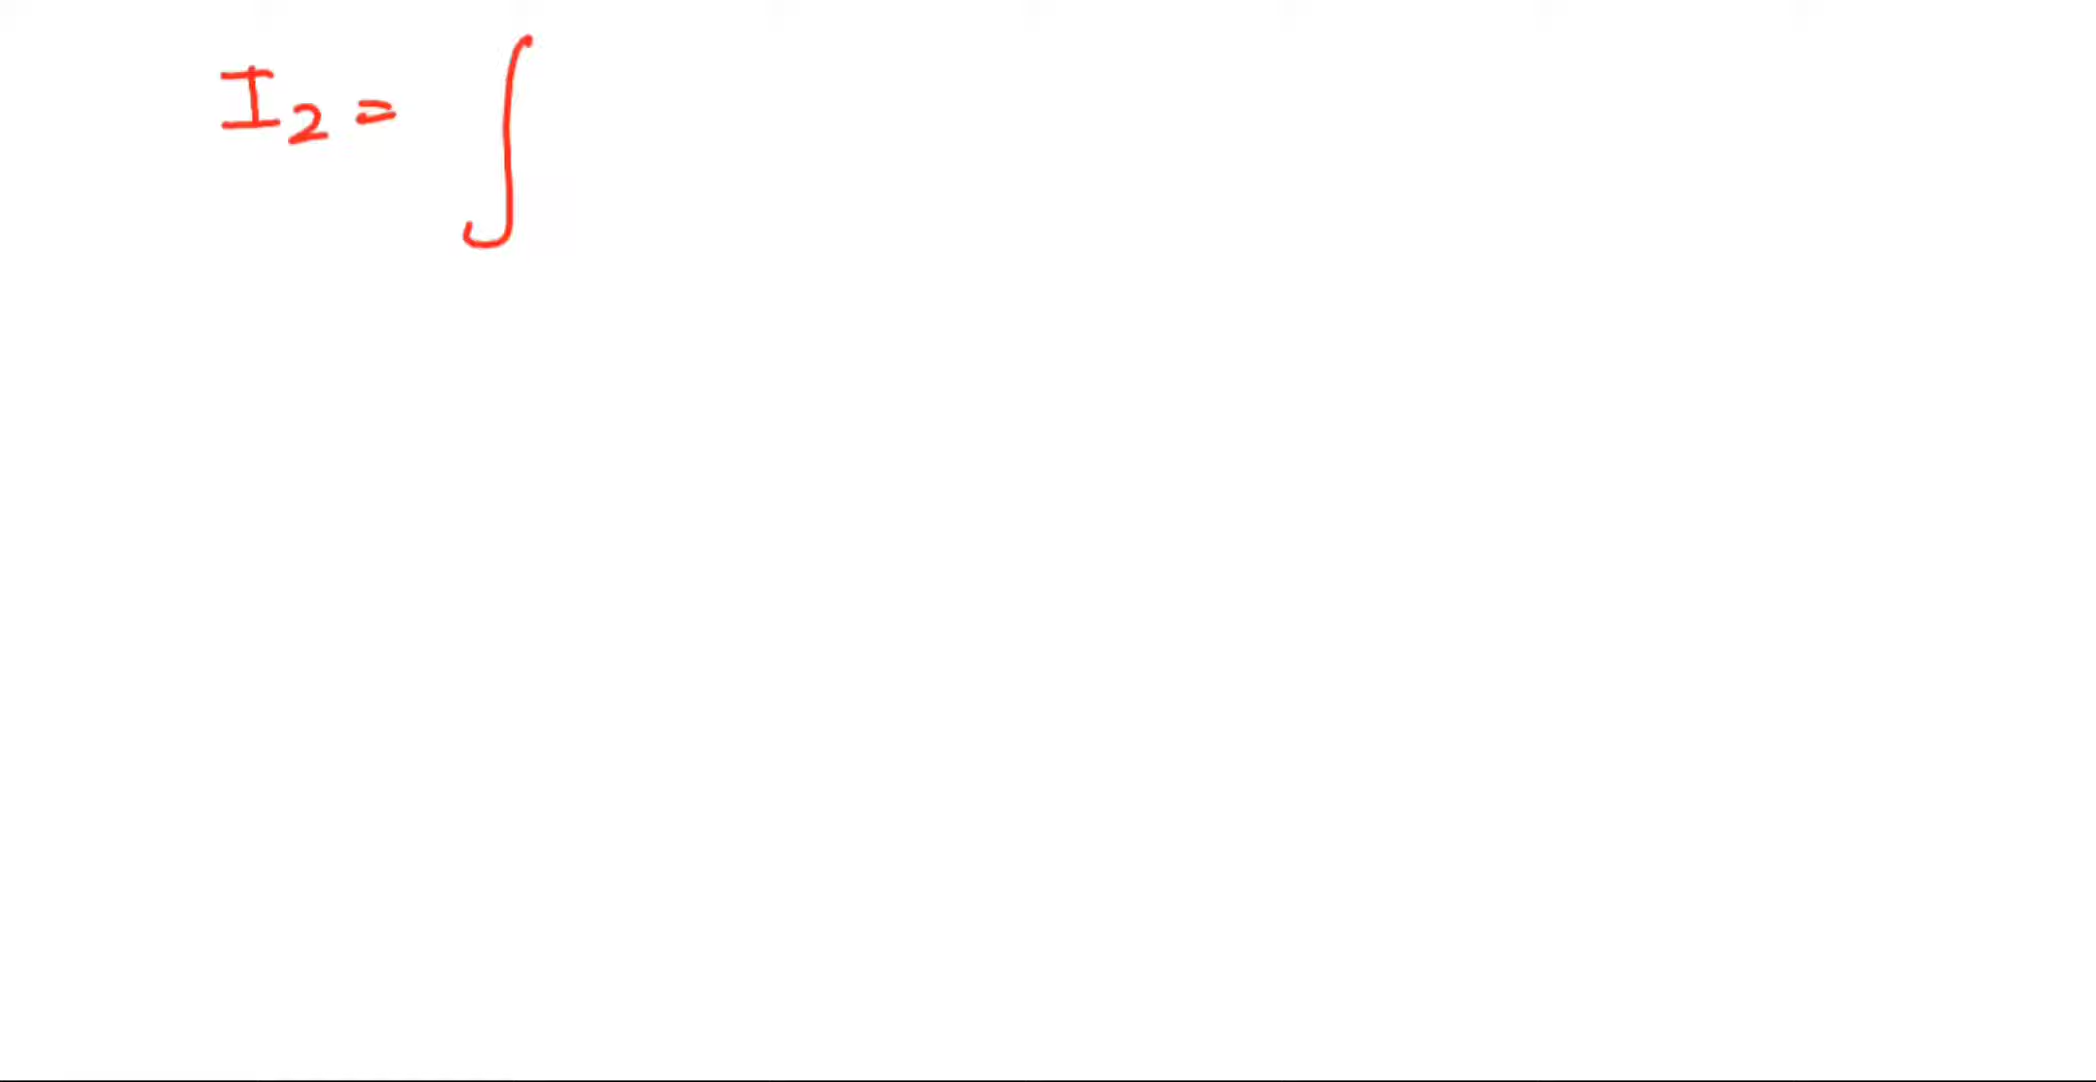 I₂ = ∫